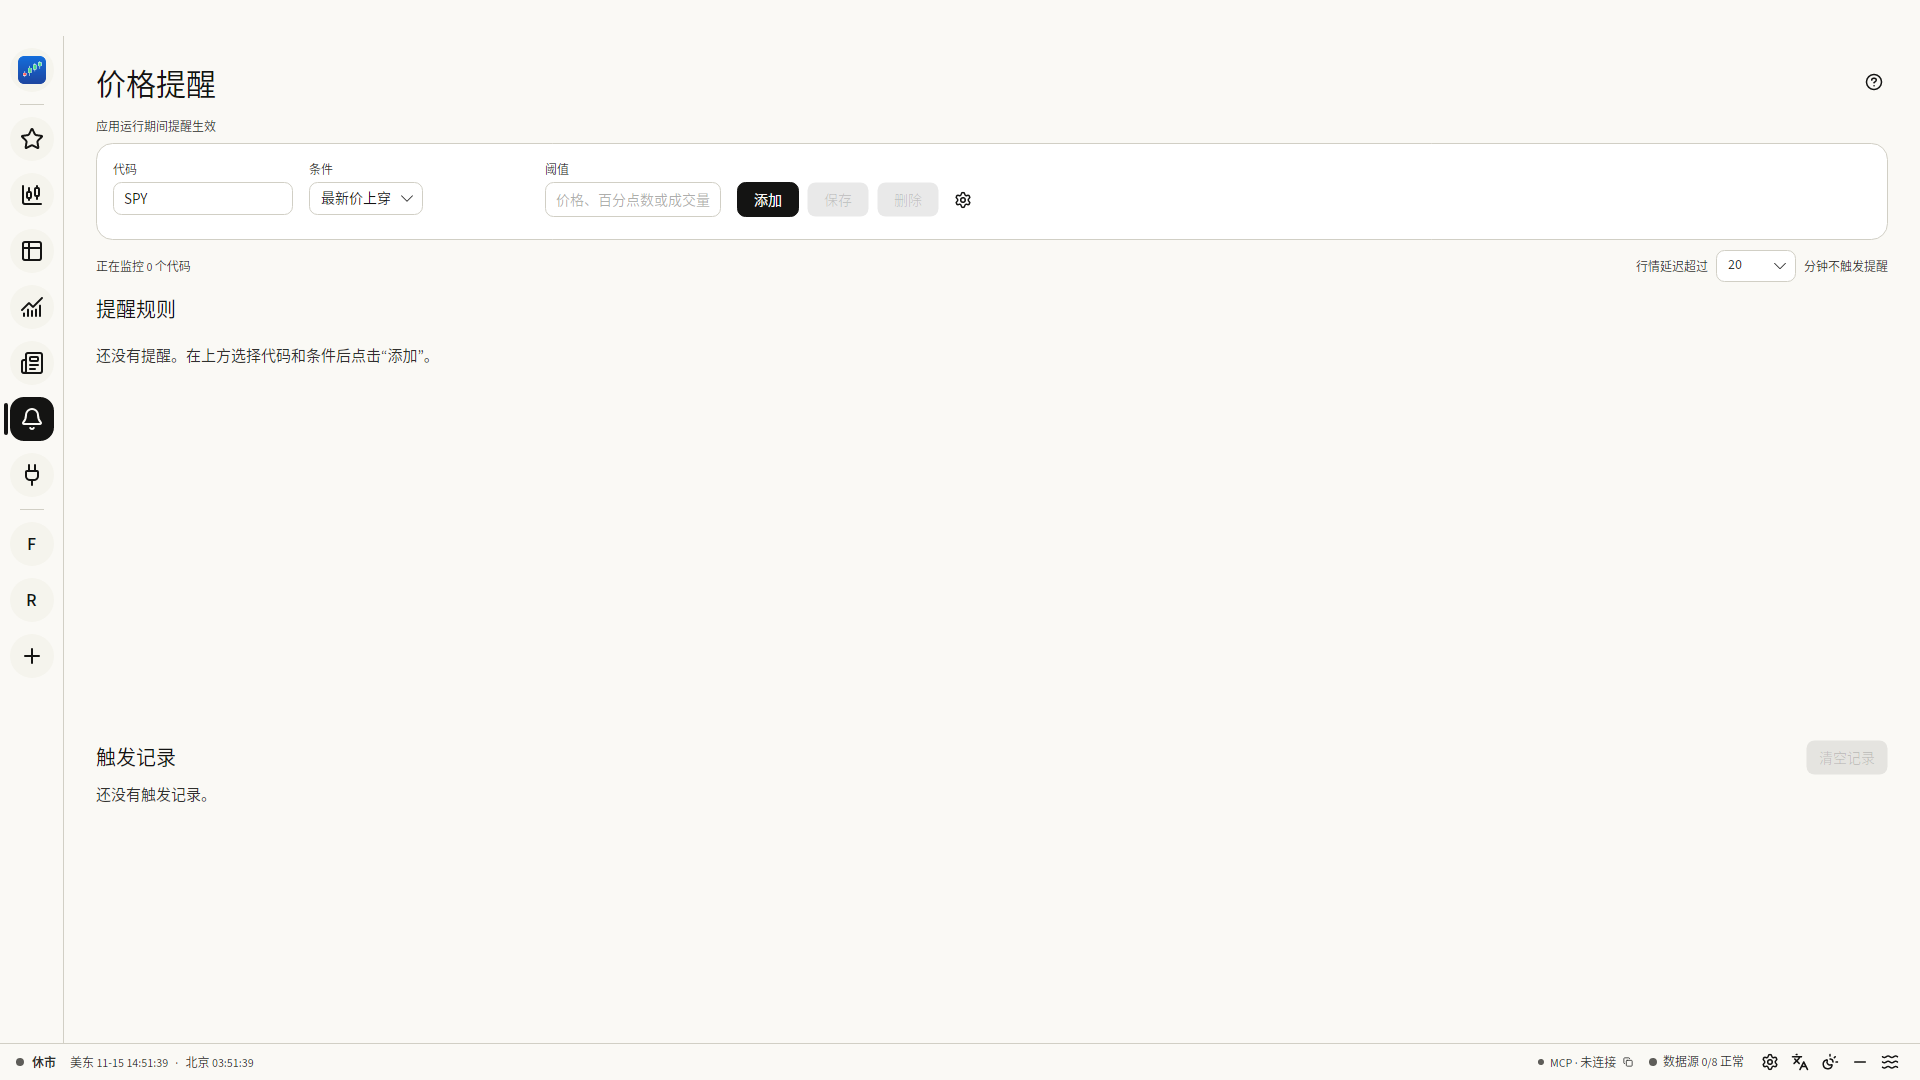 价格提醒
应用运行期间提醒生效
代码
条件
阈值
SPY
最新价上穿
价格、百分点数或成交量
添加
保存
删除
正在监控 0 个代码
行情延迟超过
20
分钟不触发提醒
提醒规则
还没有提醒。在上方选择代码和条件后点击“添加”。
F
R
触发记录
清空记录
还没有触发记录。
休市
美东 11-15 14:51:39 · 北京 03:51:39
MCP · 未连接
数据源 0/8 正常